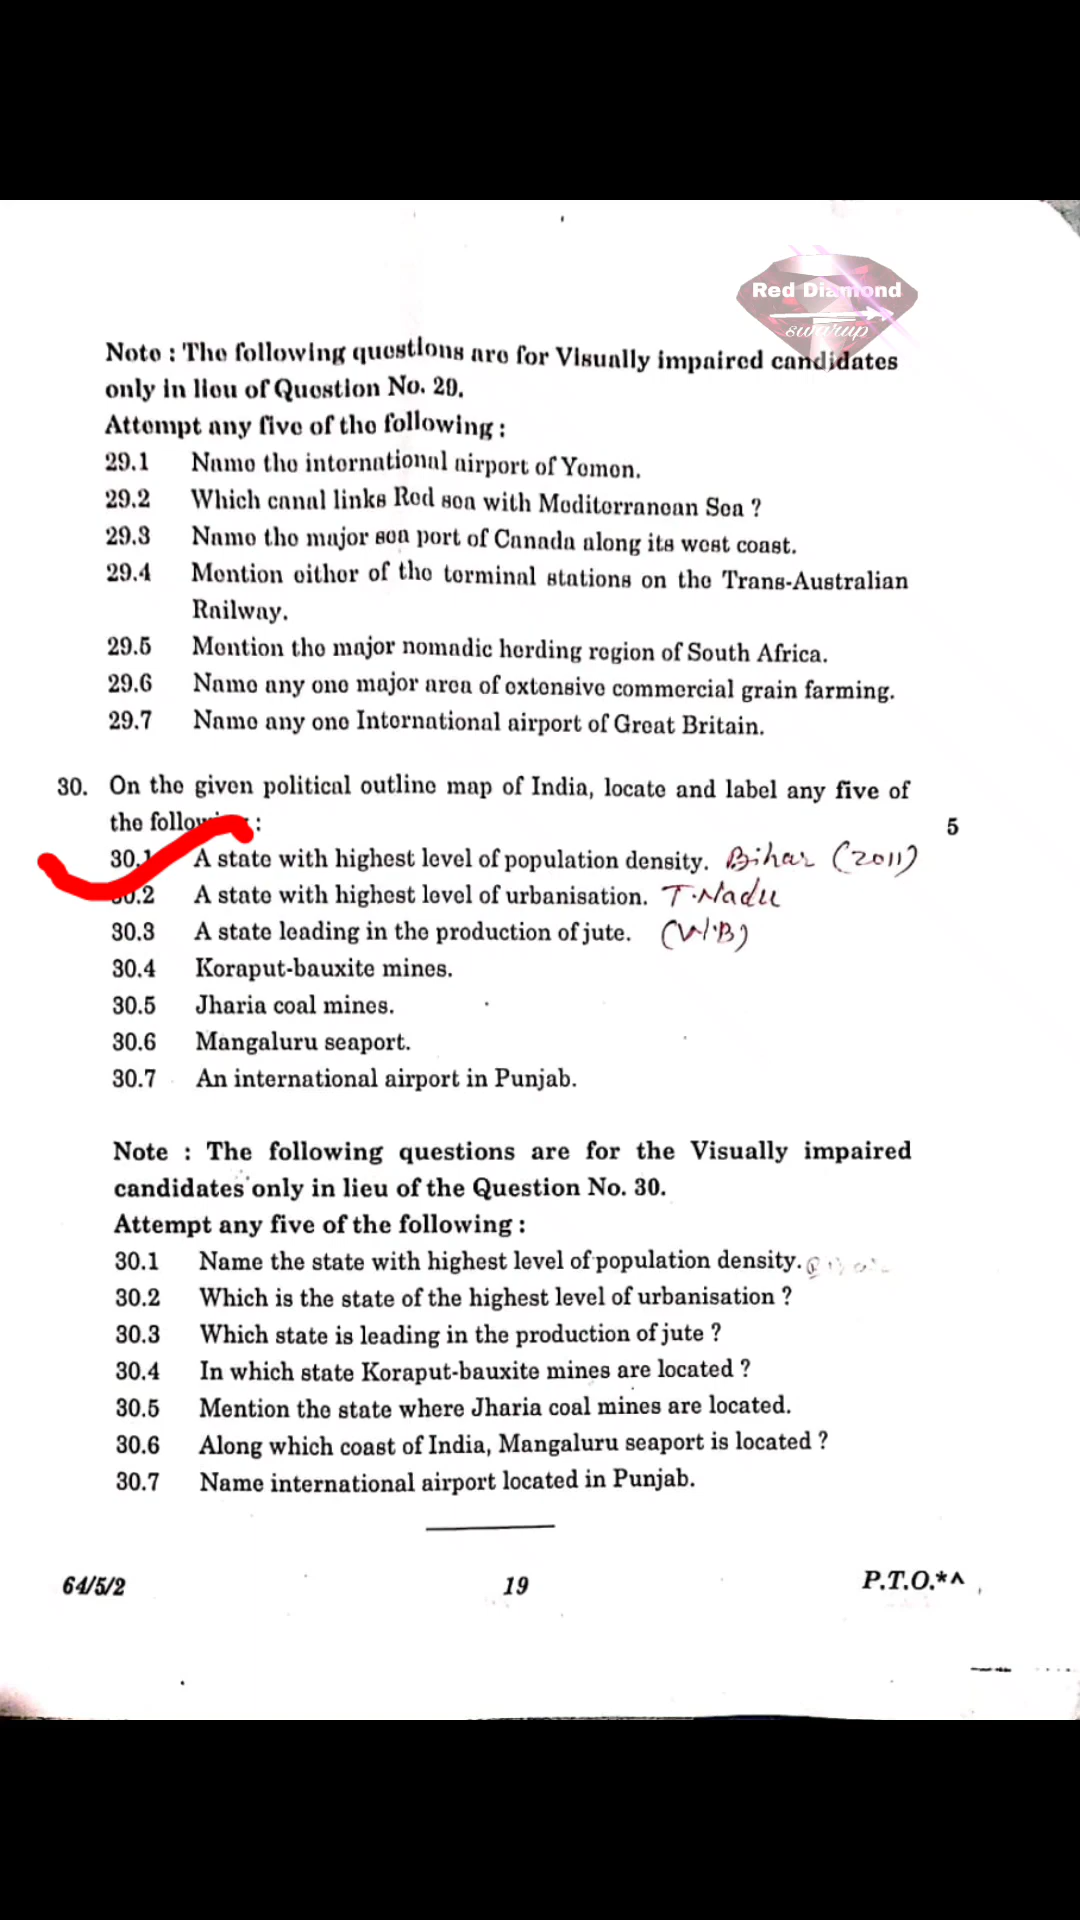 Red Diamond
swarup
Note : The following questions are for Visually impaired candidates
only in lieu of Question No. 29.
Attempt any five of the following :
29.1 Name the international airport of Yemen.
29.2 Which canal links Red sea with Mediterranean Sea ?
29.3 Name the major sea port of Canada along its west coast.
29.4 Mention either of the terminal stations on the Trans-Australian
Railway.
29.5 Mention the major nomadic herding region of South Africa.
29.6 Name any one major area of extensive commercial grain farming.
29.7 Name any one International airport of Great Britain.
30. On the given political outline map of India, locate and label any five of
the following :
5
30.1 A state with highest level of population density. Bihar (2011)
30.2 A state with highest level of urbanisation. T.Nadu
30.3 A state leading in the production of jute. (W.B)
30.4 Koraput-bauxite mines.
30.5 Jharia coal mines.
30.6 Mangaluru seaport.
30.7 An international airport in Punjab.
Note : The following questions are for the Visually impaired
candidates only in lieu of the Question No. 30.
Attempt any five of the following :
30.1 Name the state with highest level of population density.
30.2 Which is the state of the highest level of urbanisation ?
30.3 Which state is leading in the production of jute ?
30.4 In which state Koraput-bauxite mines are located ?
30.5 Mention the state where Jharia coal mines are located.
30.6 Along which coast of India, Mangaluru seaport is located ?
30.7 Name international airport located in Punjab.
64/5/2 19 P.T.O.*^